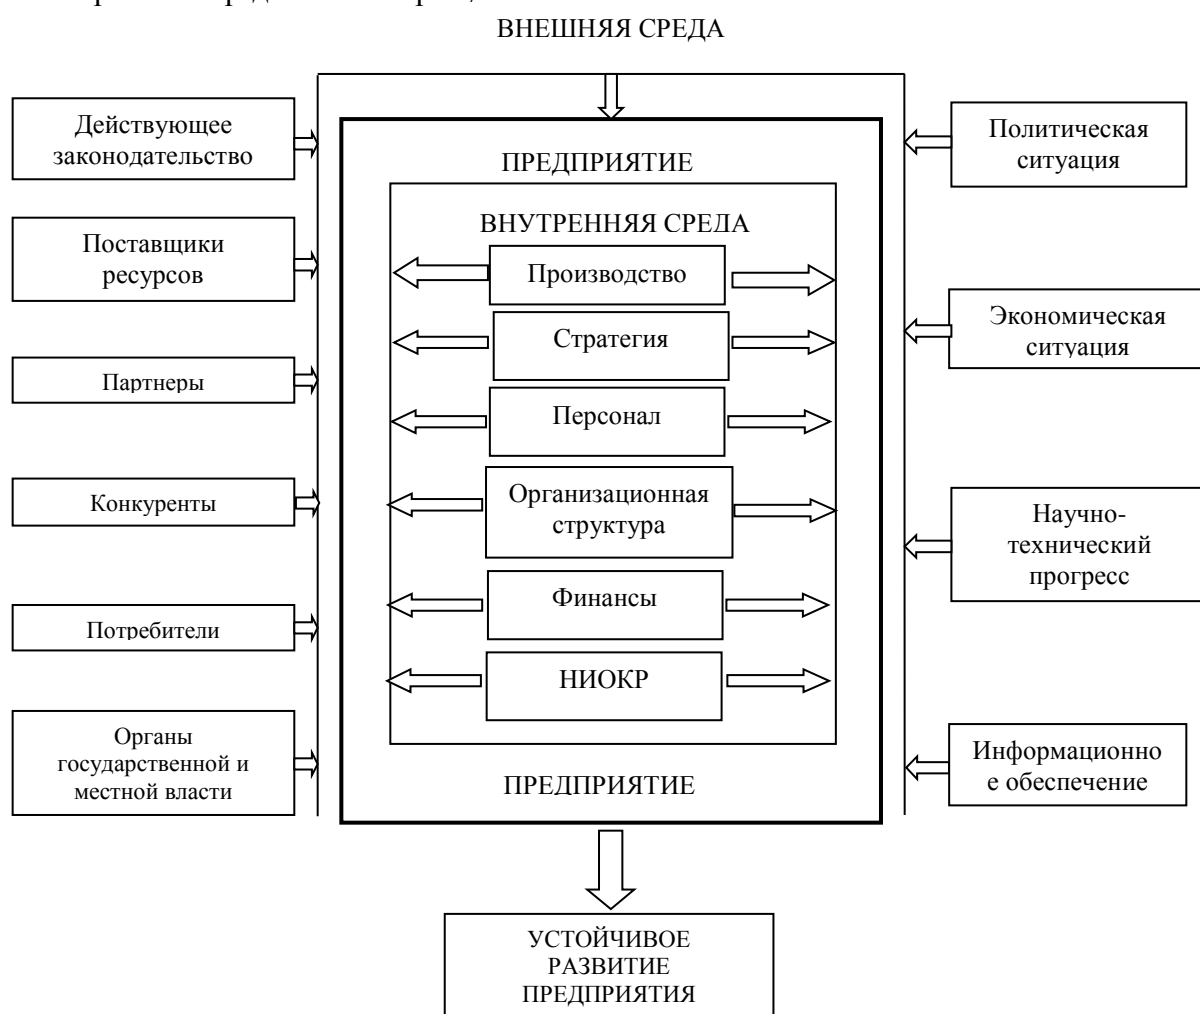 ВНЕШНЯЯ СРЕДА
Действующее
законодательство
Поставщики
ресурсов
Партнеры
Конкуренты
Потребители
Органы
государственной и
местной власти
ПРЕДПРИЯТИЕ
ВНУТРЕННЯЯ СРЕДА
Производство
Стратегия
Персонал
Организационная
структура
Финансы
НИОКР
ПРЕДПРИЯТИЕ
Политическая
ситуация
Экономическая
ситуация
Научно-
технический
прогресс
Информационно
е обеспечение
УСТОЙЧИВОЕ
РАЗВИТИЕ
ПРЕДПРИЯТИЯ